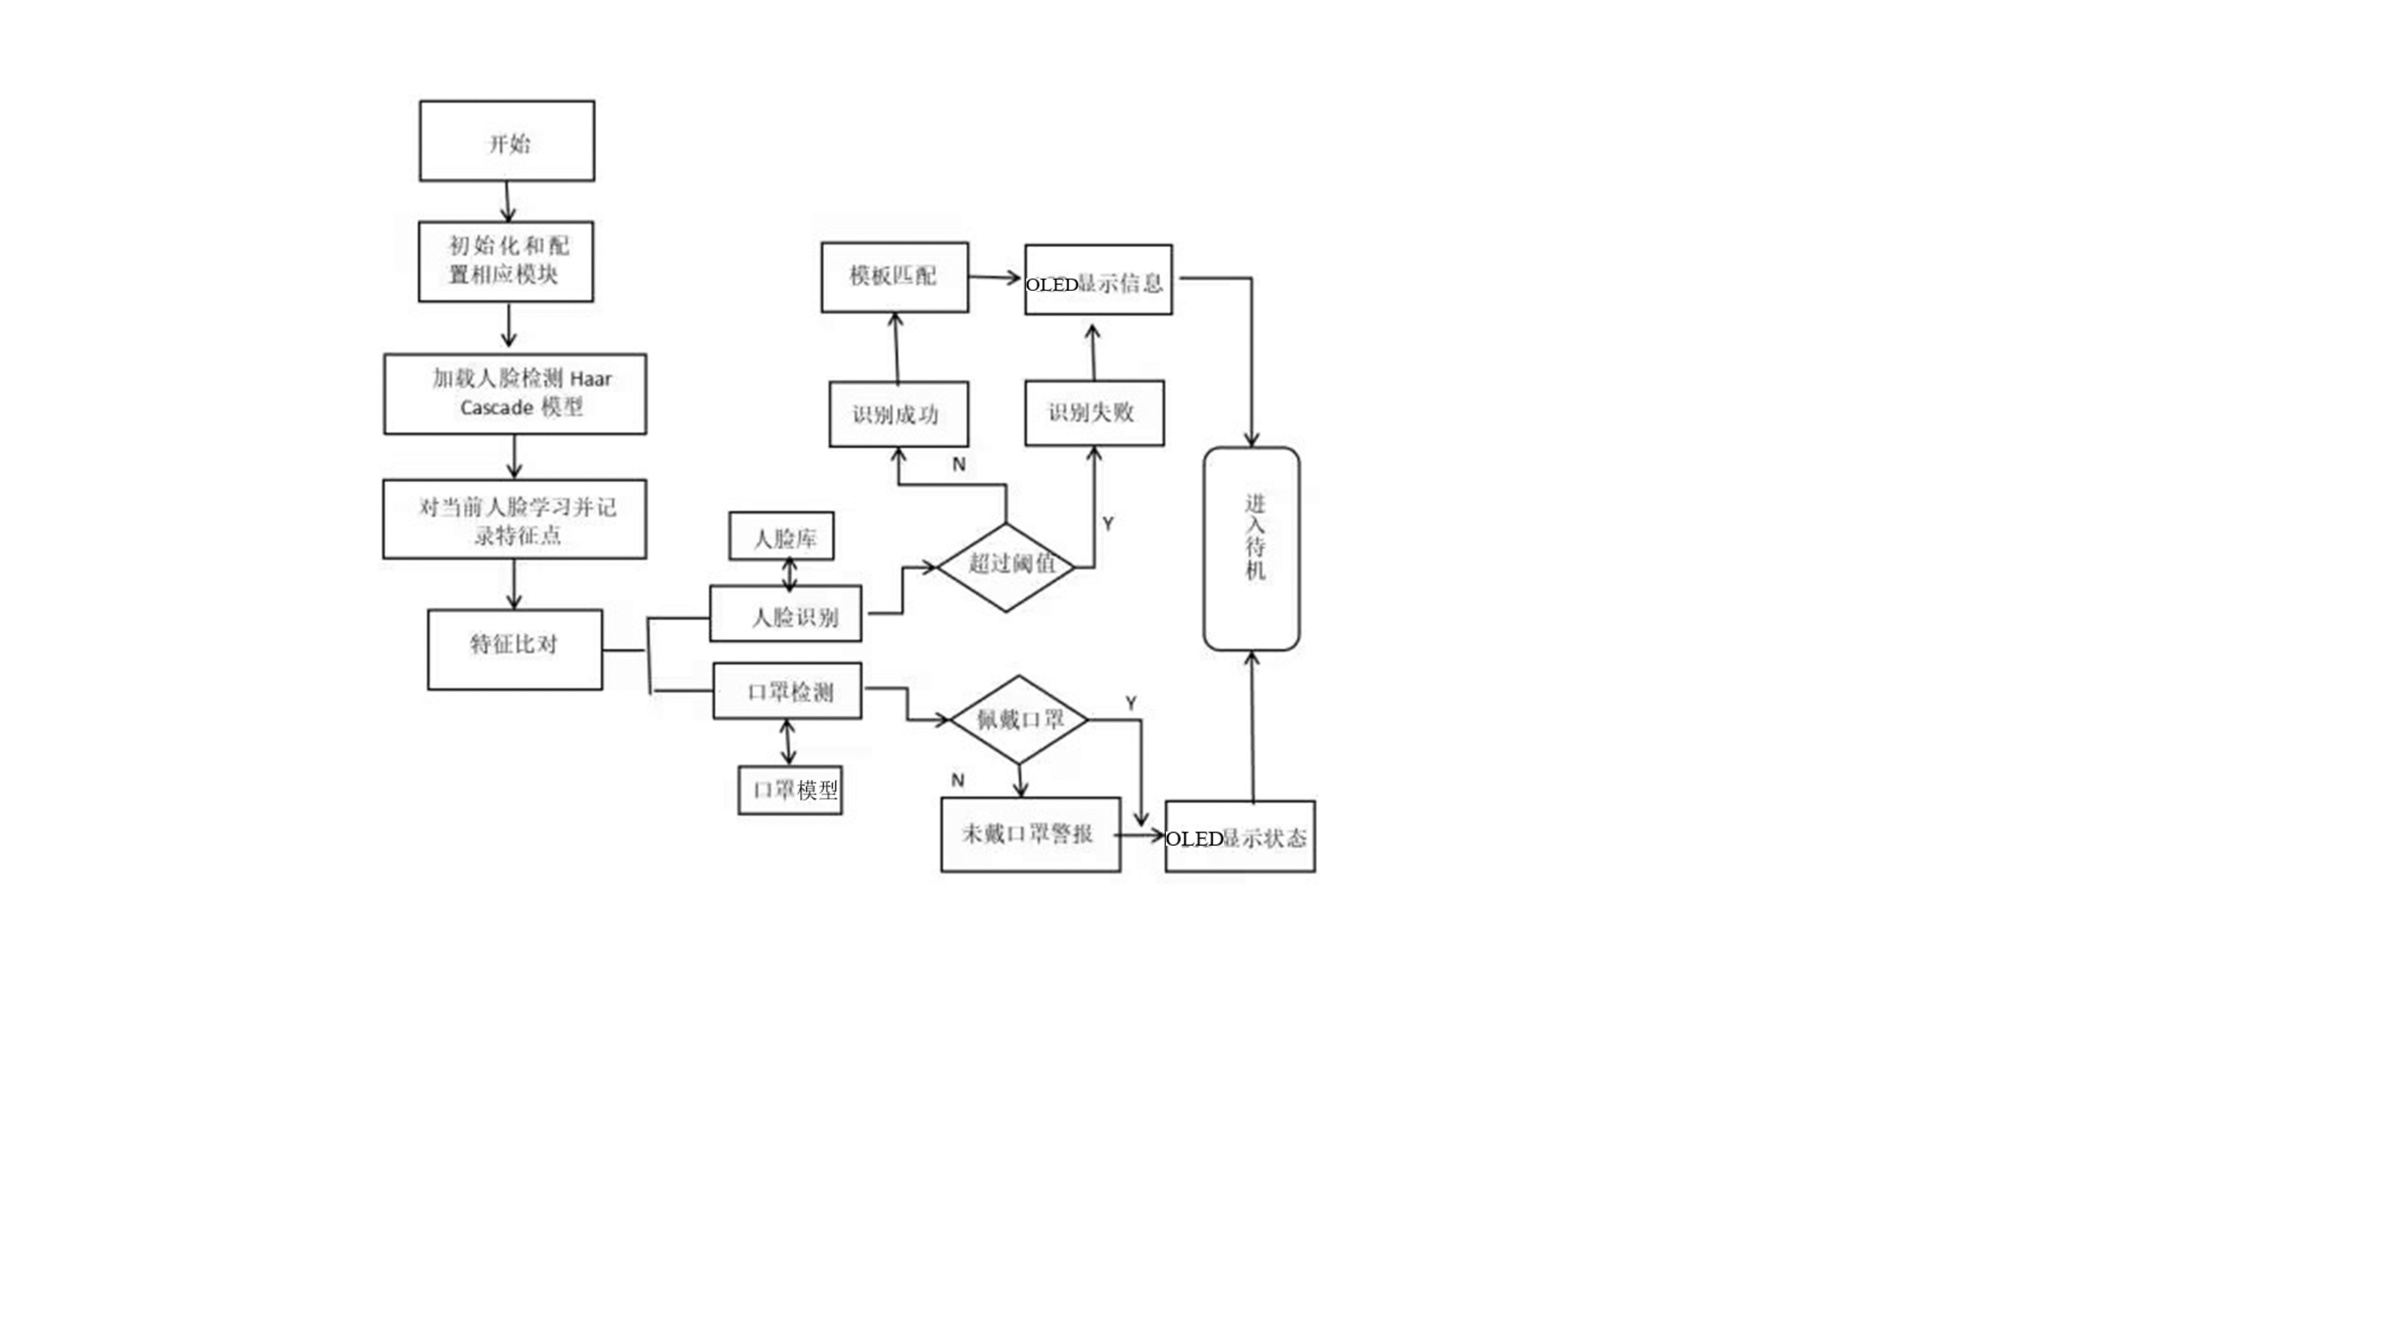 开始
初始化和配
置相应模块
加载人脸检测 Haar
Cascade 模型
对当前人脸学习并记
录特征点
特征比对
人脸库
人脸识别
口罩检测
口罩模型
模板匹配
OLED显示信息
识别成功
识别失败
N
Y
超过阈值
佩戴口罩
Y
N
未戴口罩警报
OLED显示状态
进
入
待
机